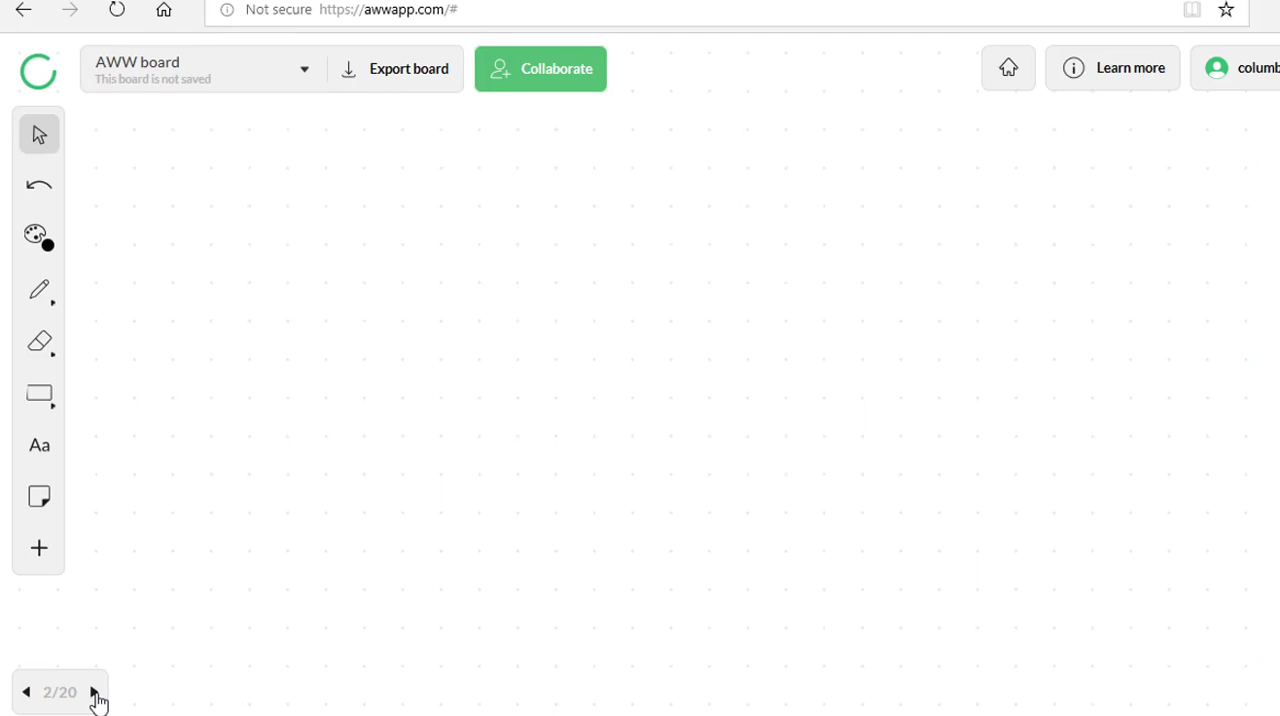 Not secure https://awwapp.com/#
AWW board
This board is not saved
Export board
Collaborate
Learn more
columb
Aa
2/20